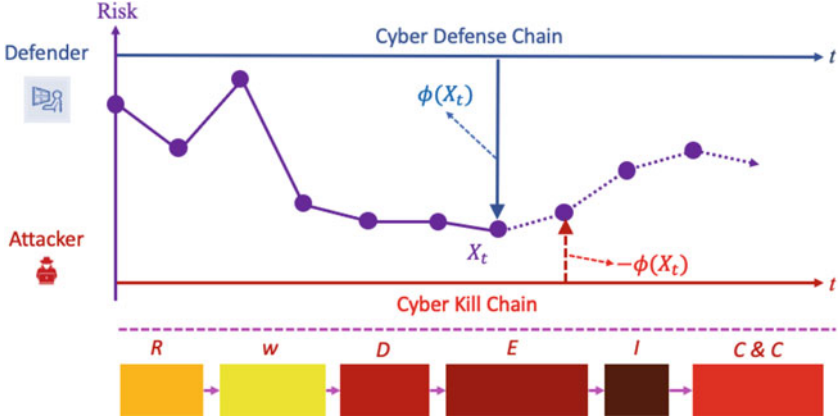 Risk
Defender
Cyber Defense Chain
t
ϕ(X_t)
Attacker
X_t
−ϕ(X_t)
t
Cyber Kill Chain
R w D E I C & C